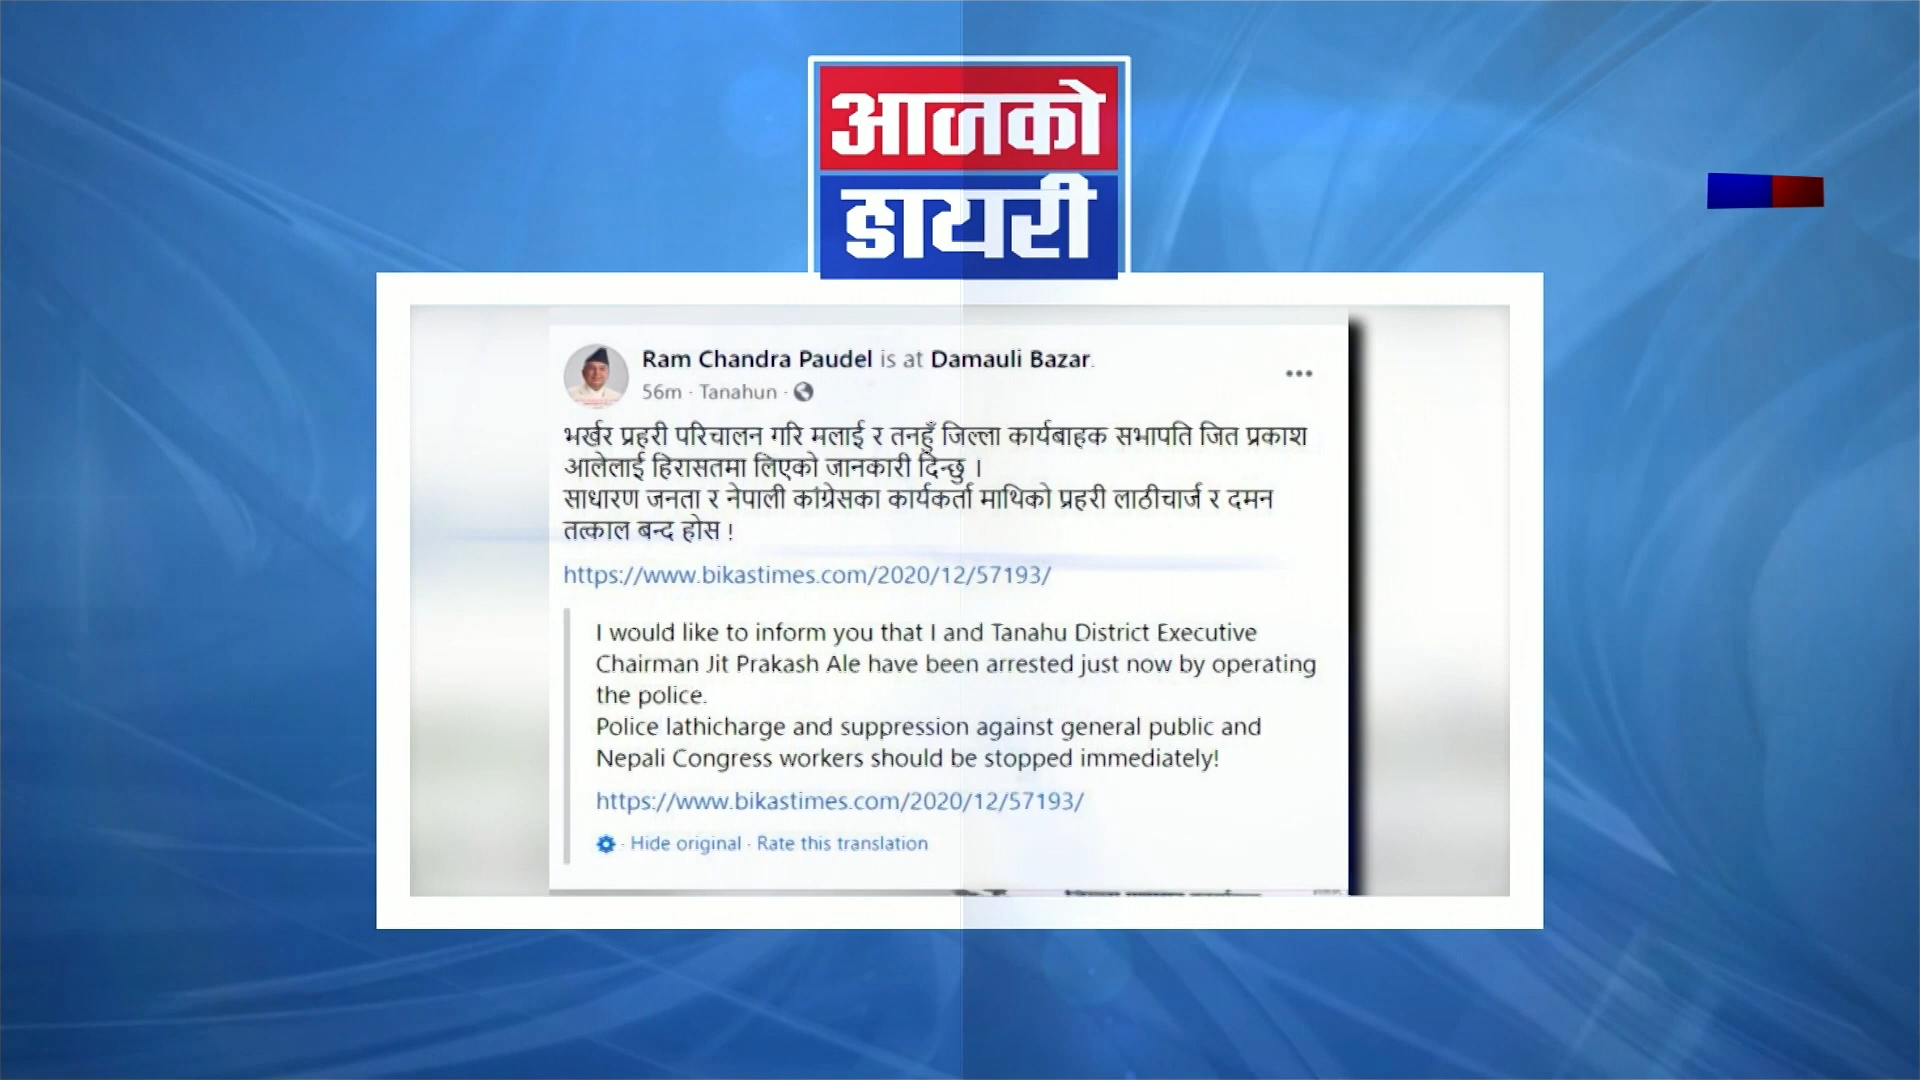 आजको
डायरी
Ram Chandra Paudel is at Damauli Bazar.
56m · Tanahun ·
भर्खर प्रहरी परिचालन गरि मलाई र तनहुँ जिल्ला कार्यबाहक सभापति जित प्रकाश
आलेलाई हिरासतमा लिएको जानकारी दिन्छु ।
साधारण जनता र नेपाली कांग्रेसका कार्यकर्ता माथिको प्रहरी लाठीचार्ज र दमन
तत्काल बन्द होस !
https://www.bikastimes.com/2020/12/57193/
I would like to inform you that I and Tanahu District Executive
Chairman Jit Prakash Ale have been arrested just now by operating
the police.
Police lathicharge and suppression against general public and
Nepali Congress workers should be stopped immediately!
https://www.bikastimes.com/2020/12/57193/
· Hide original · Rate this translation